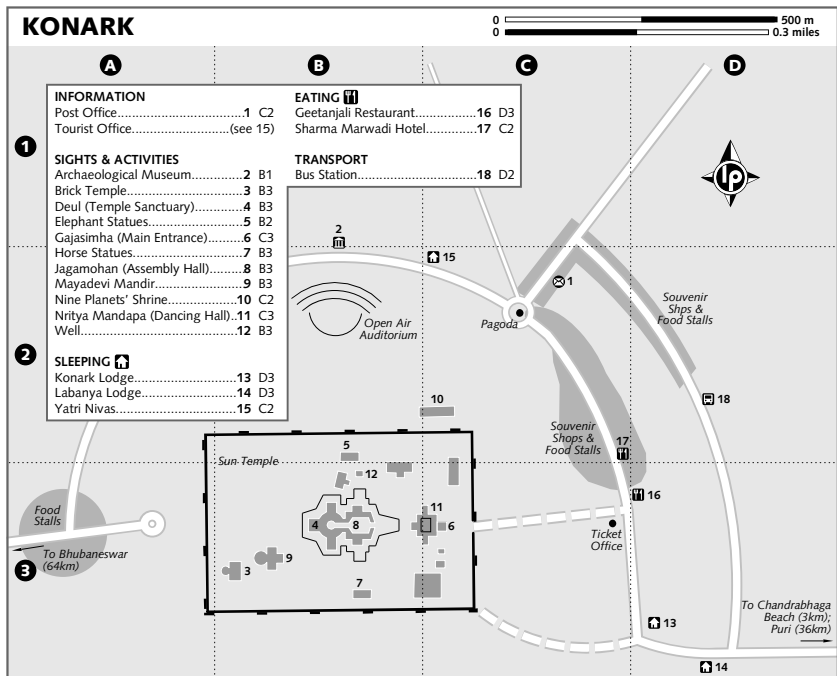 KONARK
0 500 m
0 0.3 miles
A B C D
INFORMATION
Post Office..............................1 C2
Tourist Office......................(see 15)
SIGHTS & ACTIVITIES
Archaeological Museum............2 B1
Brick Temple............................3 B3
Deul (Temple Sanctuary)..........4 B3
Elephant Statues.......................5 B2
Gajasimha (Main Entrance).......6 C3
Horse Statues...........................7 B3
Jagamohan (Assembly Hall)......8 B3
Mayadevi Mandir......................9 B3
Nine Planets' Shrine................10 C2
Nritya Mandapa (Dancing Hall)..11 C3
Well.......................................12 B3
SLEEPING
Konark Lodge.........................13 D3
Labanya Lodge.......................14 D3
Yatri Nivas.............................15 C2
EATING
Geetanjali Restaurant.............16 D3
Sharma Marwadi Hotel...........17 C2
TRANSPORT
Bus Station............................18 D2
1
lp
2
15
1
Souvenir
Shps &
Food Stalls
Pagoda
Open Air
Auditorium
2
18
10
Souvenir
Shops &
Food Stalls
17
5
Sun Temple
12
16
Food
Stalls
11
4
8
6
Ticket
Office
To Bhubaneswar
(64km)
3
9
3
7
To Chandrabhaga
Beach (3km);
Puri (36km)
13
14